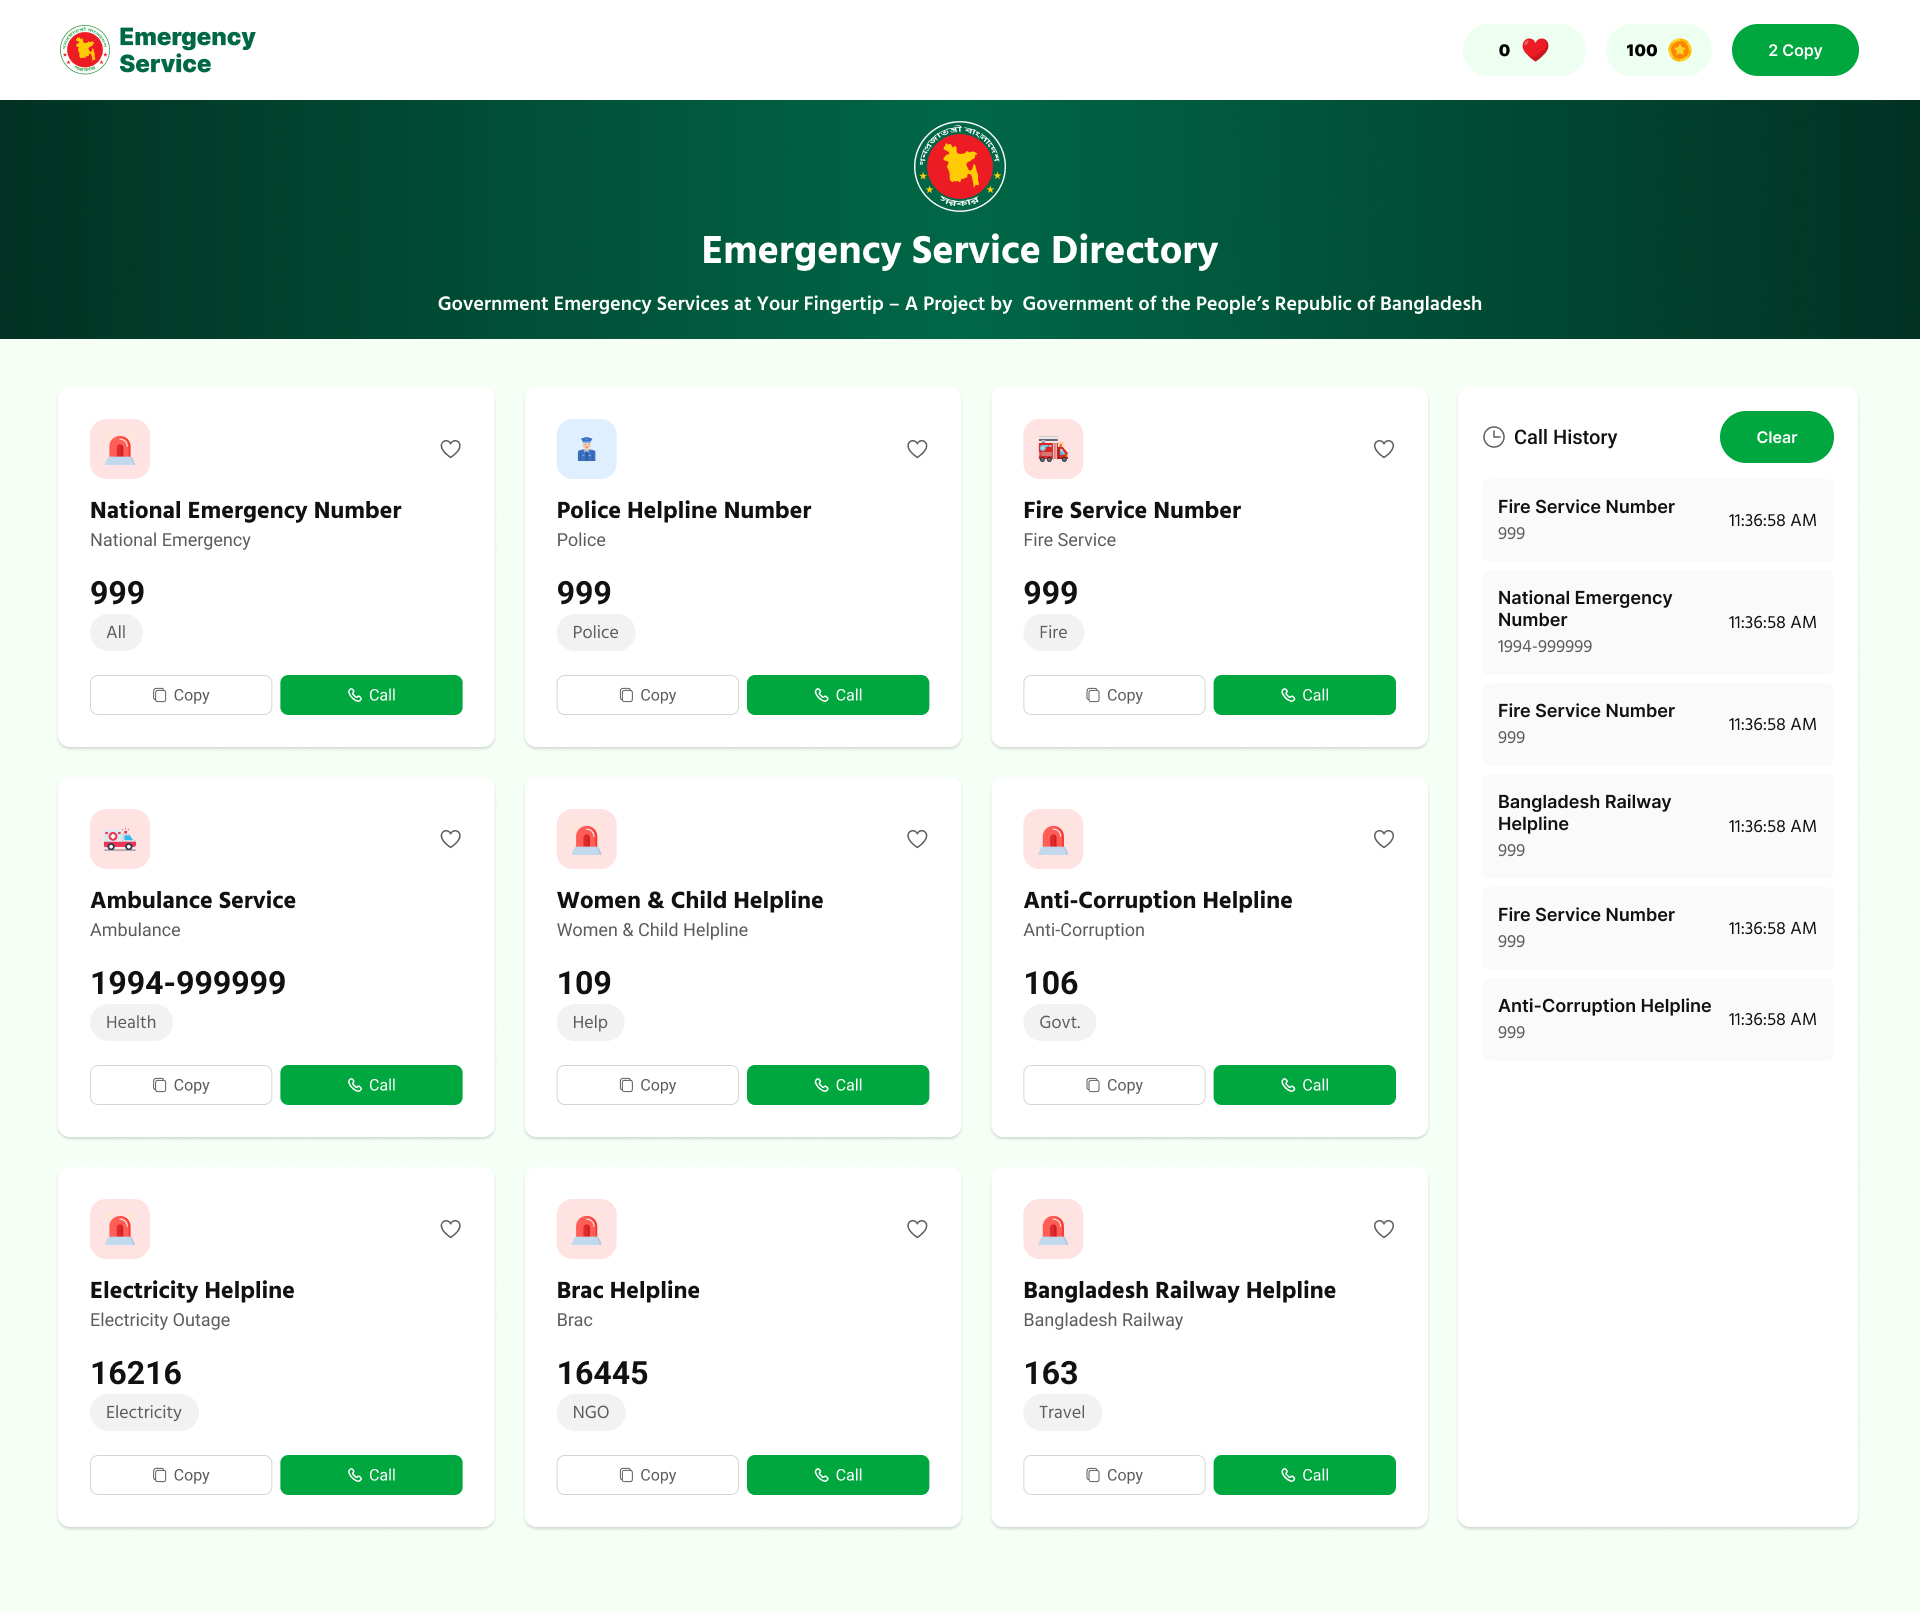 Emergency
Service
0
100
2 Copy
গনপ্রজাতন্ত্রী বাংলাদেশ
সরকার
Emergency Service Directory
Government Emergency Services at Your Fingertip – A Project by  Government of the People’s Republic of Bangladesh
National Emergency Number
National Emergency
999
All
Copy
Call
Police Helpline Number
Police
999
Police
Copy
Call
Fire Service Number
Fire Service
999
Fire
Copy
Call
Ambulance Service
Ambulance
1994-999999
Health
Copy
Call
Women & Child Helpline
Women & Child Helpline
109
Help
Copy
Call
Anti-Corruption Helpline
Anti-Corruption
106
Govt.
Copy
Call
Electricity Helpline
Electricity Outage
16216
Electricity
Copy
Call
Brac Helpline
Brac
16445
NGO
Copy
Call
Bangladesh Railway Helpline
Bangladesh Railway
163
Travel
Copy
Call
Call History
Clear
Fire Service Number
999
11:36:58 AM
National Emergency
Number
1994-999999
11:36:58 AM
Fire Service Number
999
11:36:58 AM
Bangladesh Railway
Helpline
999
11:36:58 AM
Fire Service Number
999
11:36:58 AM
Anti-Corruption Helpline
999
11:36:58 AM